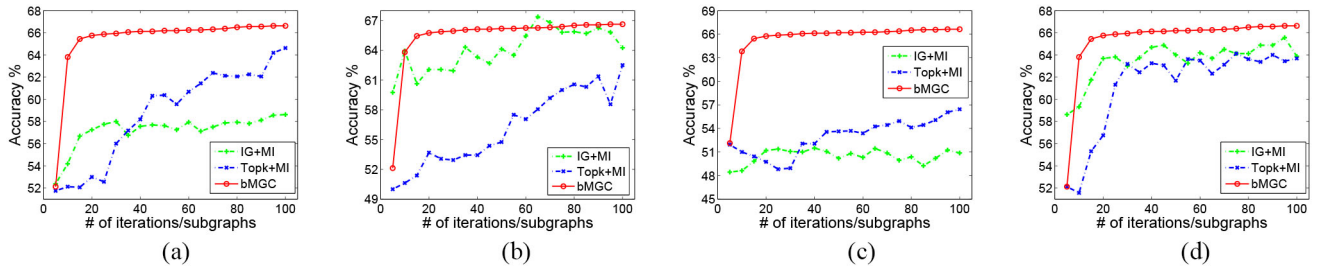 Accuracy %
68
66
64
62
60
58
56
54
52
0 20 40 60 80 100
# of iterations/subgraphs
IG+MI
Topk+MI
bMGC
(a)
Accuracy %
67
64
61
58
55
52
49
0 20 40 60 80 100
# of iterations/subgraphs
IG+MI
Topk+MI
bMGC
(b)
Accuracy %
69
66
63
60
57
54
51
48
45
0 20 40 60 80 100
# of iterations/subgraphs
IG+MI
Topk+MI
bMGC
(c)
Accuracy %
68
66
64
62
60
58
56
54
52
0 20 40 60 80 100
# of iterations/subgraphs
IG+MI
Topk+MI
bMGC
(d)